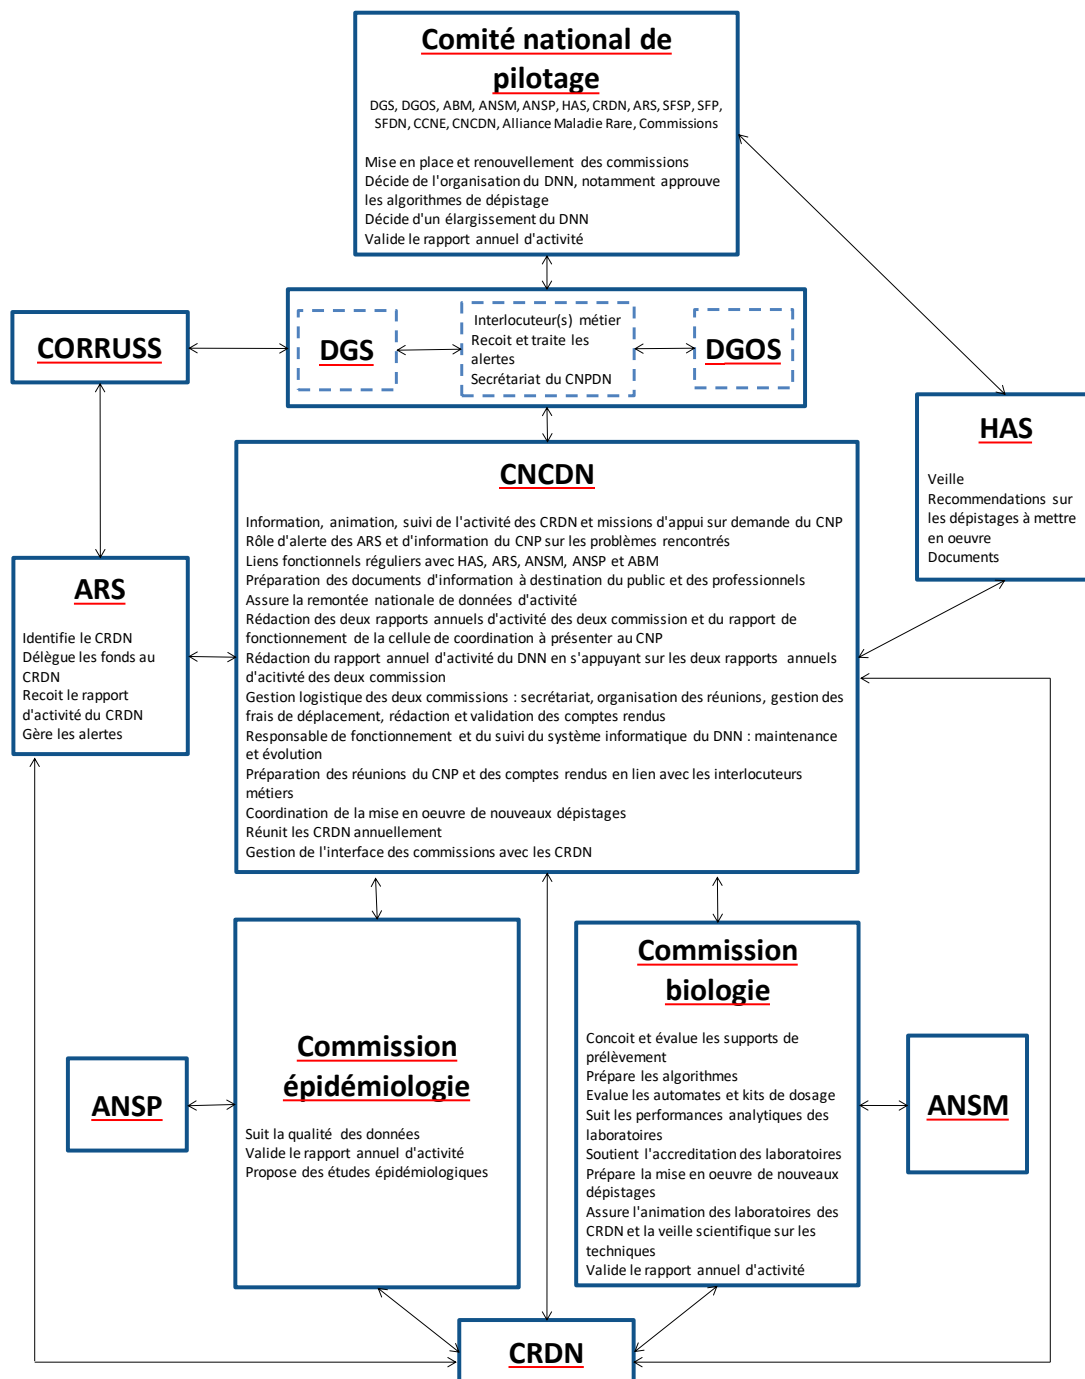 Comité national de
pilotage
DGS, DGOS, ABM, ANSM, ANSP, HAS, CRDN, ARS, SFSP, SFP,
SFDN, CCNE, CNCDN, Alliance Maladie Rare, Commissions
Mise en place et renouvellement des commissions
Décide de l'organisation du DNN, notamment approuve
les algorithmes de dépistage
Décide d'un élargissement du DNN
Valide le rapport annuel d'activité
CORRUSS
DGS
Interlocuteur(s) métier
Recoit et traite les
alertes
Secrétariat du CNPDN
DGOS
HAS
Veille
Recommendations sur
les dépistages à mettre
en oeuvre
Documents
CNCDN
Information, animation, suivi de l'activité des CRDN et missions d'appui sur demande du CNP
Rôle d'alerte des ARS et d'information du CNP sur les problèmes rencontrés
Liens fonctionnels réguliers avec HAS, ARS, ANSM, ANSP et ABM
Préparation des documents d'information à destination du public et des professionnels
Assure la remontée nationale de données d'activité
Rédaction des deux rapports annuels d'activité des deux commission et du rapport de
fonctionnement de la cellule de coordination à présenter au CNP
Rédaction du rapport annuel d'activité du DNN en s'appuyant sur les deux rapports annuels
d'acitivté des deux commission
Gestion logistique des deux commissions : secrétariat, organisation des réunions, gestion des
frais de déplacement, rédaction et validation des comptes rendus
Responsable de fonctionnement et du suivi du système informatique du DNN : maintenance
et évolution
Préparation des réunions du CNP et des comptes rendus en lien avec les interlocuteurs
métiers
Coordination de la mise en oeuvre de nouveaux dépistages
Réunit les CRDN annuellement
Gestion de l'interface des commissions avec les CRDN
ARS
Identifie le CRDN
Délègue les fonds au
CRDN
Recoit le rapport
d'activité du CRDN
Gère les alertes
Commission
épidémiologie
Suit la qualité des données
Valide le rapport annuel d'activité
Propose des études épidémiologiques
ANSP
Commission
biologie
Concoit et évalue les supports de
prélèvement
Prépare les algorithmes
Evalue les automates et kits de dosage
Suit les performances analytiques des
laboratoires
Soutient l'accreditation des laboratoires
Prépare la mise en oeuvre de nouveaux
dépistages
Assure l'animation des laboratoires des
CRDN et la veille scientifique sur les
techniques
Valide le rapport annuel d'activité
ANSM
CRDN